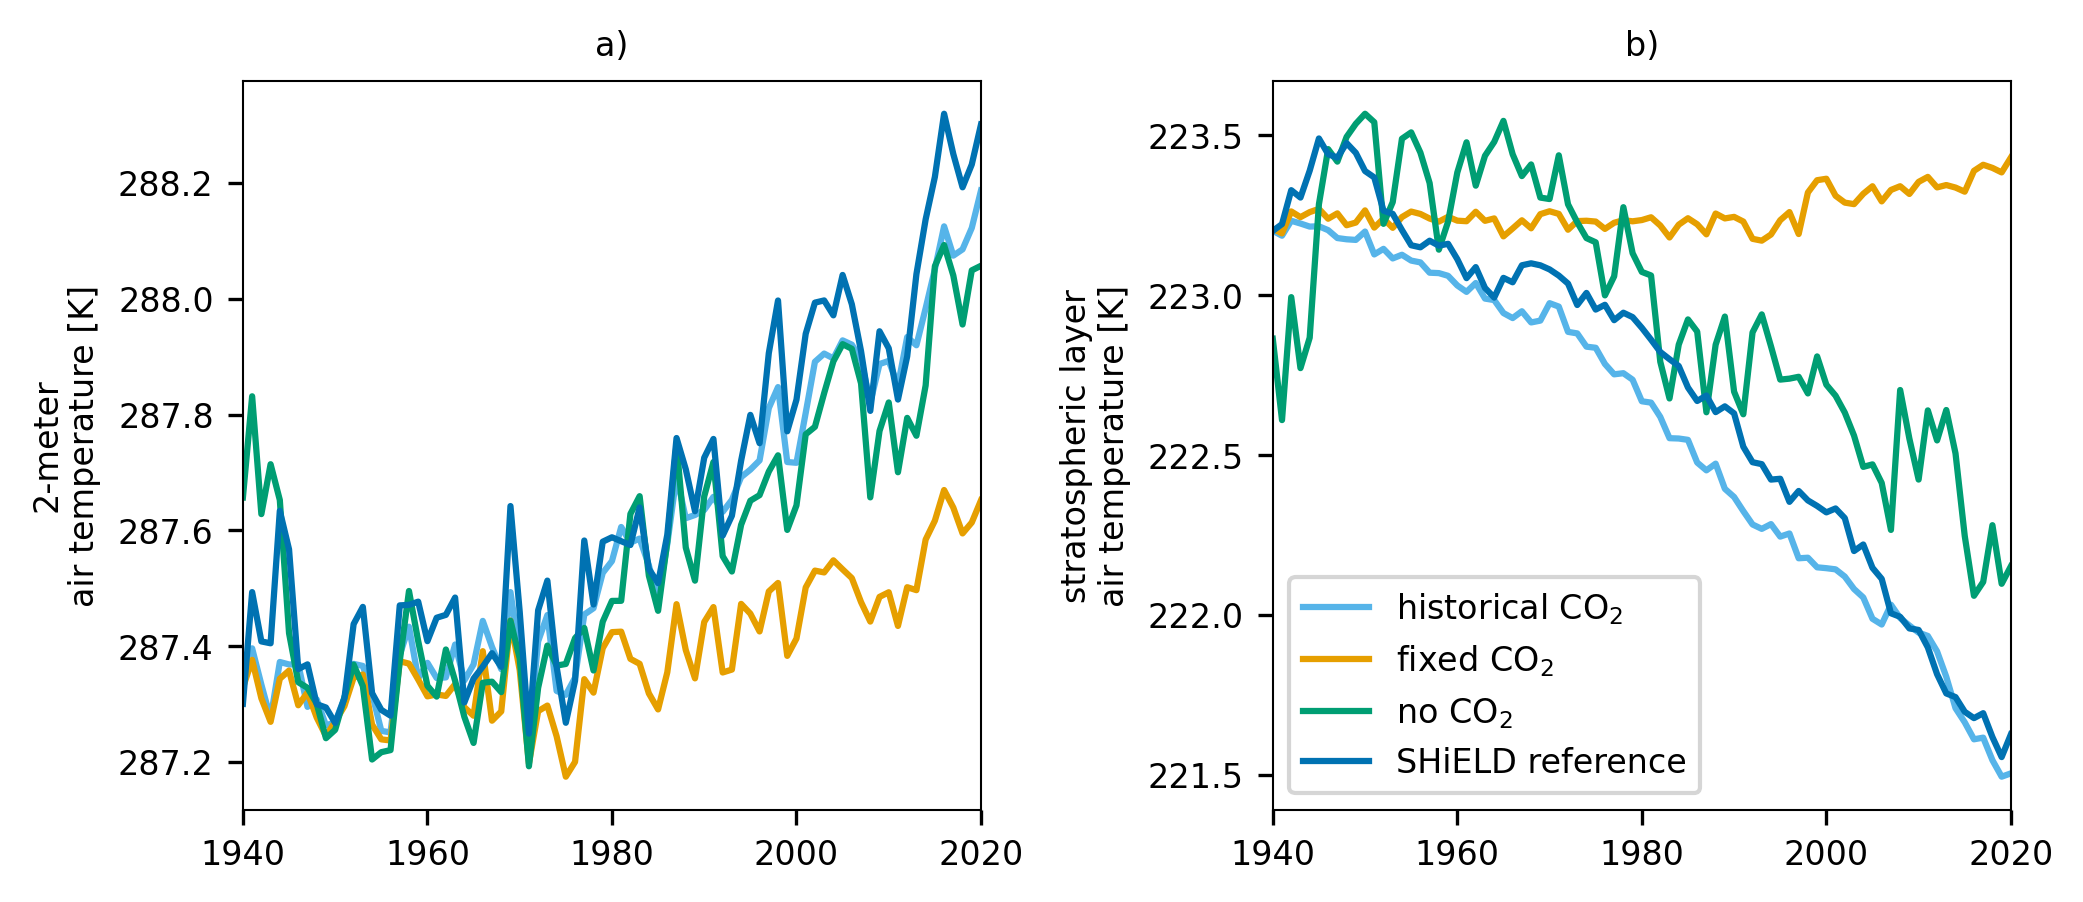 a)
2-meter
air temperature [K]
288.2
288.0
287.8
287.6
287.4
287.2
1940 1960 1980 2000 2020
b)
stratospheric layer
air temperature [K]
223.5
223.0
222.5
222.0
221.5
historical CO₂
fixed CO₂
no CO₂
SHiELD reference
1940 1960 1980 2000 2020